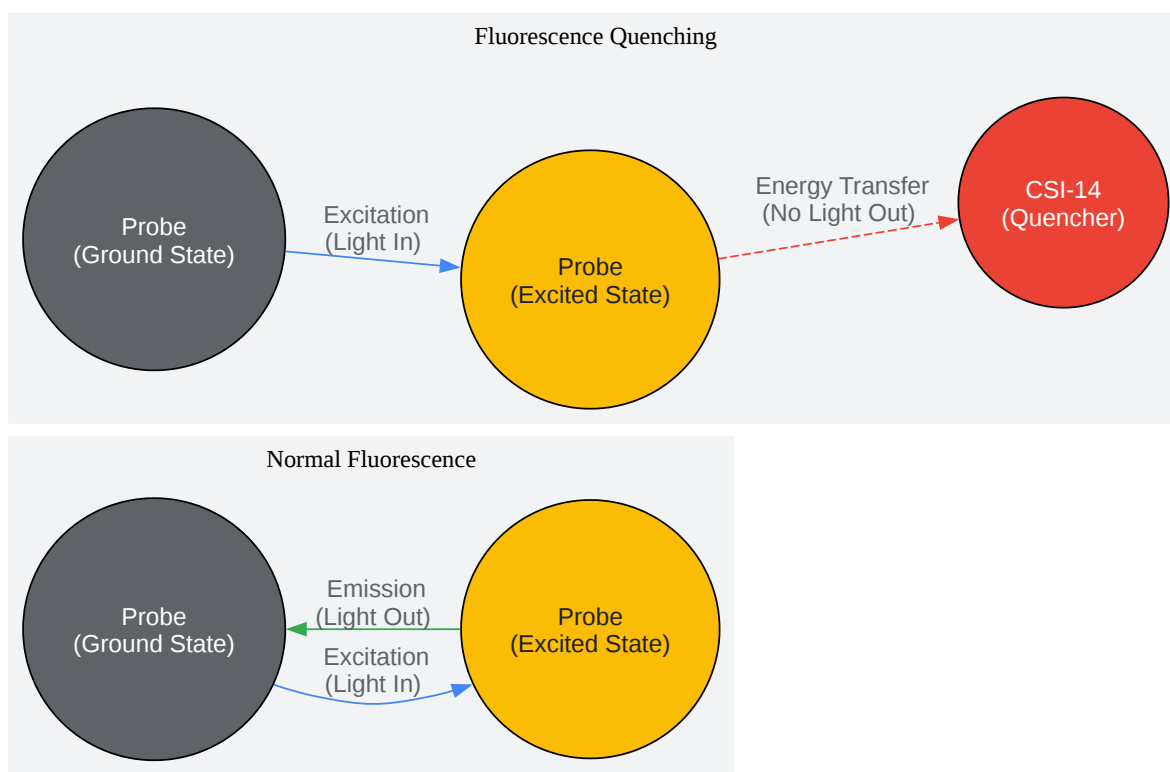 Fluorescence Quenching
Probe
(Ground State)
Excitation
(Light In)
Probe
(Excited State)
Energy Transfer
(No Light Out)
CSI-14
(Quencher)
Normal Fluorescence
Probe
(Ground State)
Emission
(Light Out)
Excitation
(Light In)
Probe
(Excited State)